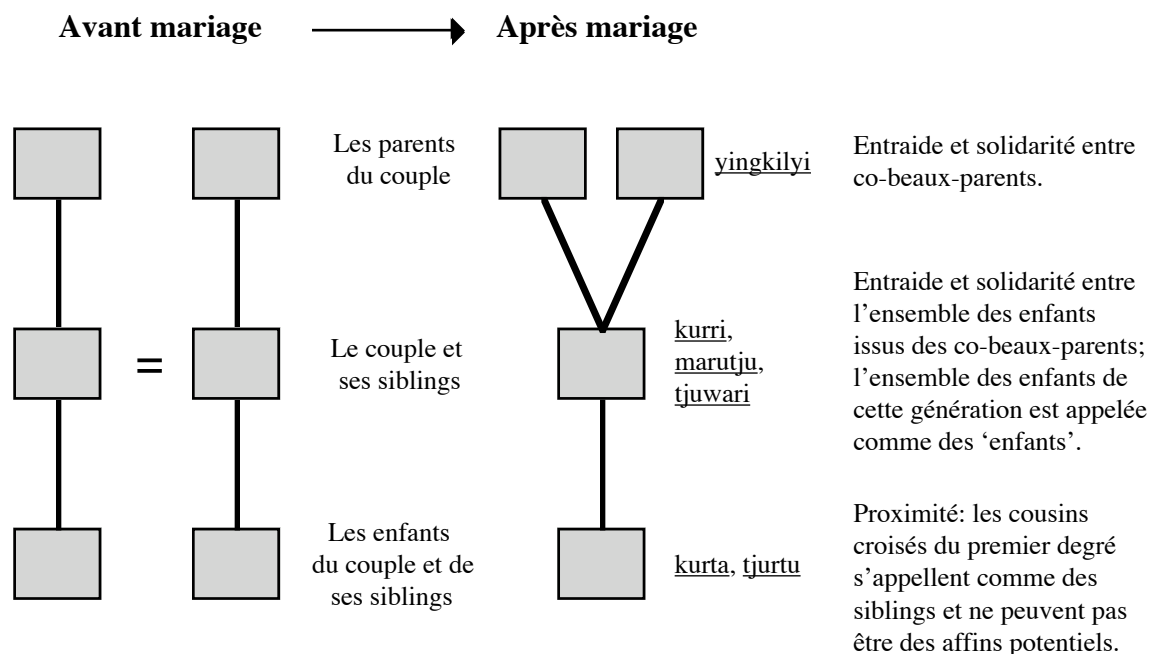 Avant mariage
Après mariage
Les parents
du couple
yingkilyi
Entraide et solidarité entre
co-beaux-parents.
=
Le couple et
ses siblings
kurri,
marutju,
tjuwari
Entraide et solidarité entre
l’ensemble des enfants
issus des co-beaux-parents;
l’ensemble des enfants de
cette génération est appelée
comme des ‘enfants’.
Les enfants
du couple et de
ses siblings
kurta, tjurtu
Proximité: les cousins
croisés du premier degré
s’appellent comme des
siblings et ne peuvent pas
être des affins potentiels.